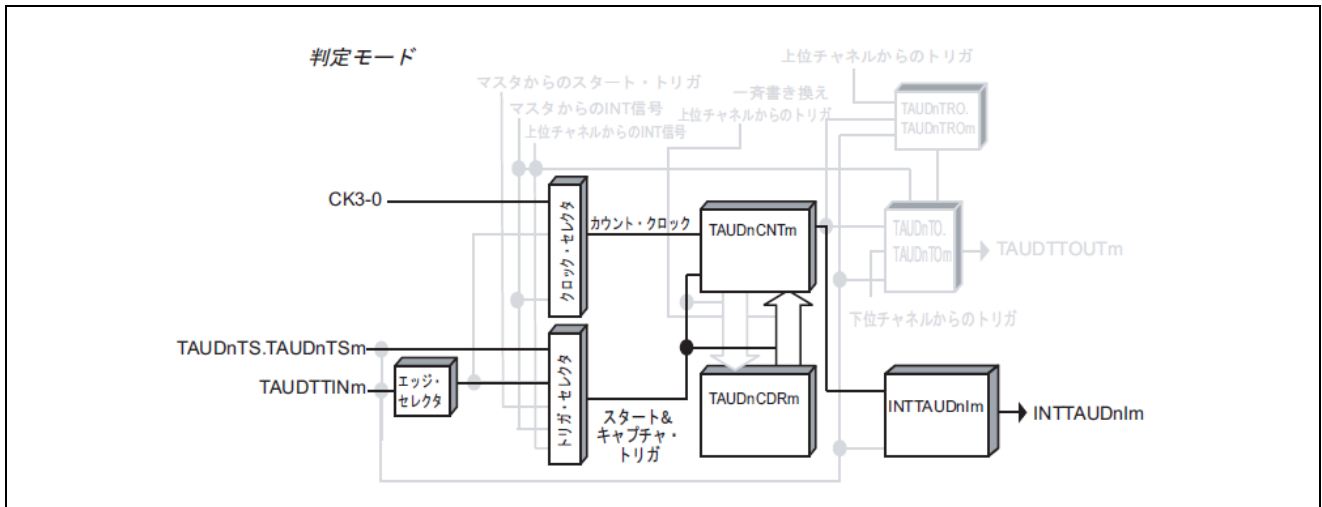 判定モード
上位チャネルからのトリガ
マスタからのスタート・トリガ
一斉書き換え
マスタからのINT信号
上位チャネルからのトリガ
上位チャネルからのINT信号
TAUDnTRO.
TAUDnTROm
CK3-0
クロック・セレクタ
カウント・クロック
TAUDnCNTm
TAUDnTO.
TAUDnTOm
TAUDTTOUTm
下位チャネルからのトリガ
TAUDnTS.TAUDnTSm
TAUDTTINm
エッジ・
セレクタ
トリガ・セレクタ
スタート&
キャプチャ・
トリガ
TAUDnCDRm
INTTAUDnIm
INTTAUDnIm